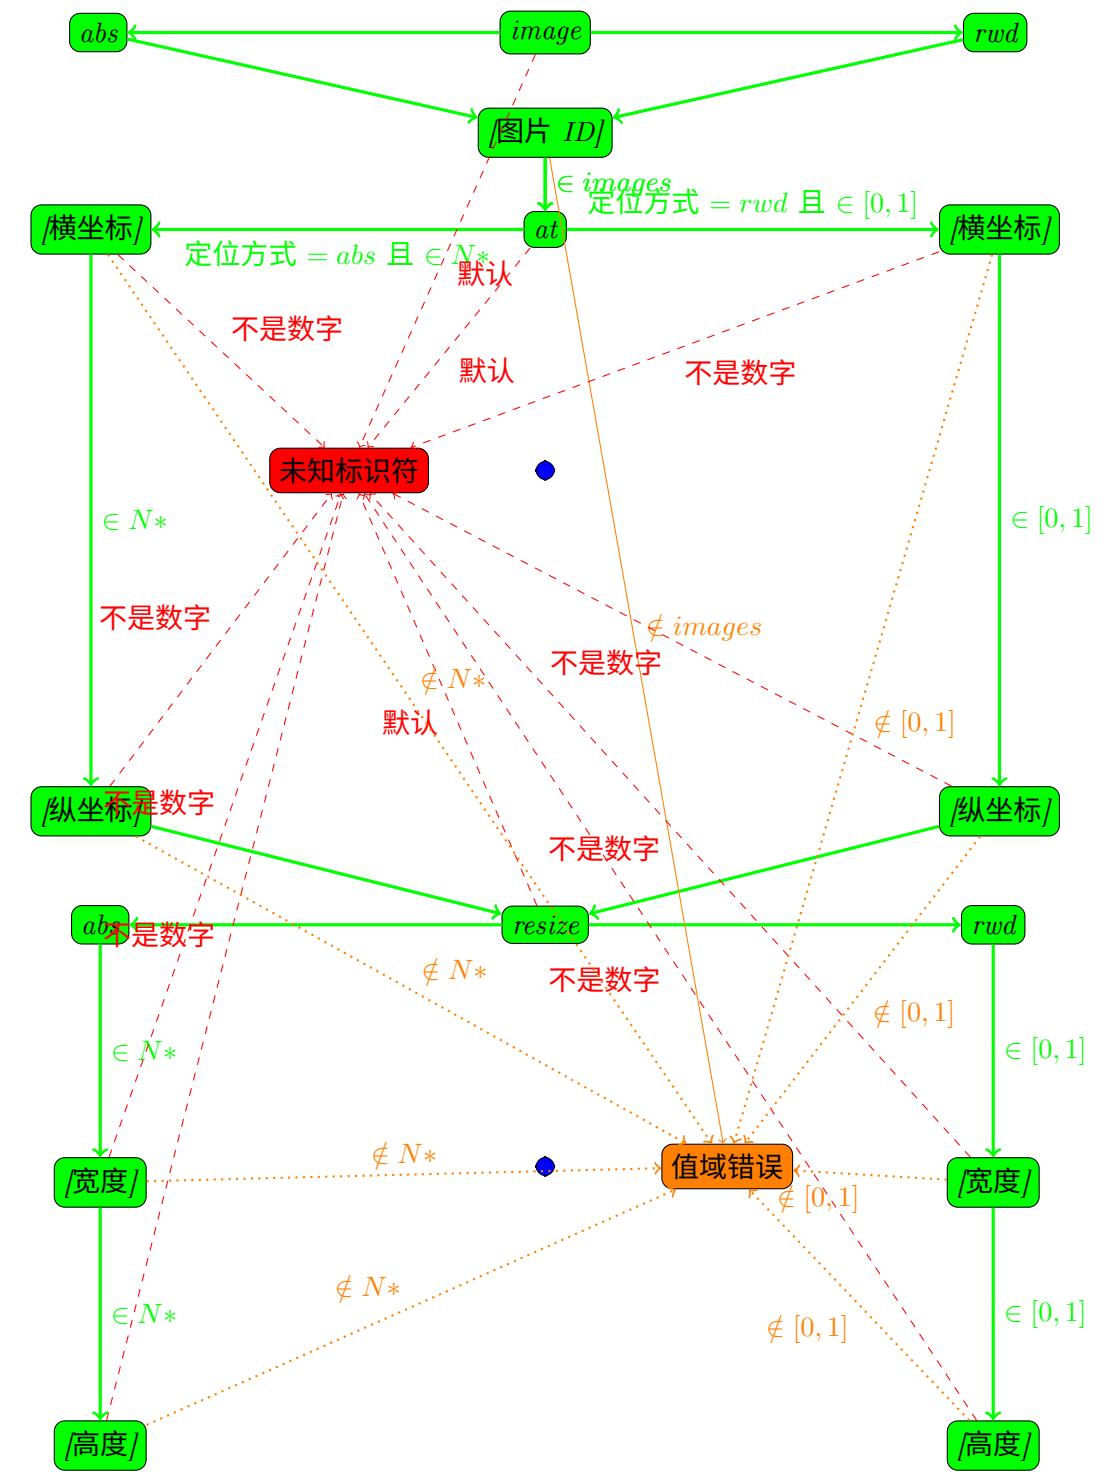 abs
image
rwd
[图片 ID]
∈ images
定位方式 = rwd 且 ∈ [0, 1]
[横坐标]
at
[横坐标]
定位方式 = abs 且 ∈ N*
默认
不是数字
默认
不是数字
未知标识符
∈ N*
∈ [0, 1]
不是数字
∉ images
不是数字
∉ N*
默认
∉ [0, 1]
不是数字
[纵坐标]
[纵坐标]
不是数字
abs
resize
rwd
不是数字
∉ N*
不是数字
∉ [0, 1]
∈ N*
∈ [0, 1]
∉ N*
值域错误
[宽度]
[宽度]
∉ [0, 1]
∉ N*
∈ N*
∈ [0, 1]
∉ [0, 1]
[高度]
[高度]